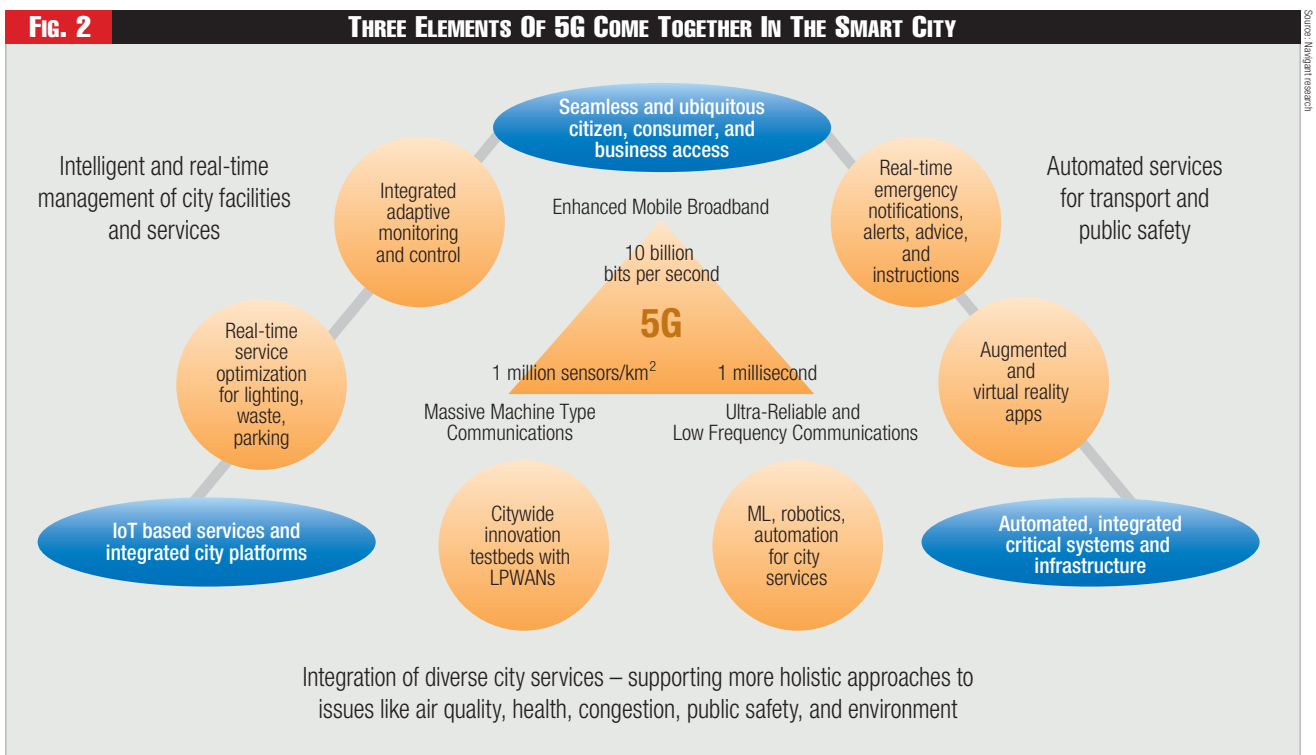 FIG. 2
THREE ELEMENTS OF 5G COME TOGETHER IN THE SMART CITY
Source: Navigant research
Seamless and ubiquitous
citizen, consumer, and
business access
Intelligent and real-time
management of city facilities
and services
Integrated
adaptive
monitoring
and control
Enhanced Mobile Broadband
Real-time
emergency
notifications,
alerts, advice,
and
instructions
Automated services
for transport and
public safety
10 billion
bits per second
5G
1 million sensors/km²
1 millisecond
Real-time
service
optimization
for lighting,
waste,
parking
Massive Machine Type
Communications
Ultra-Reliable and
Low Frequency Communications
Augmented
and
virtual reality
apps
IoT based services and
integrated city platforms
Citywide
innovation
testbeds with
LPWANs
ML, robotics,
automation
for city
services
Automated, integrated
critical systems and
infrastructure
Integration of diverse city services – supporting more holistic approaches to
issues like air quality, health, congestion, public safety, and environment